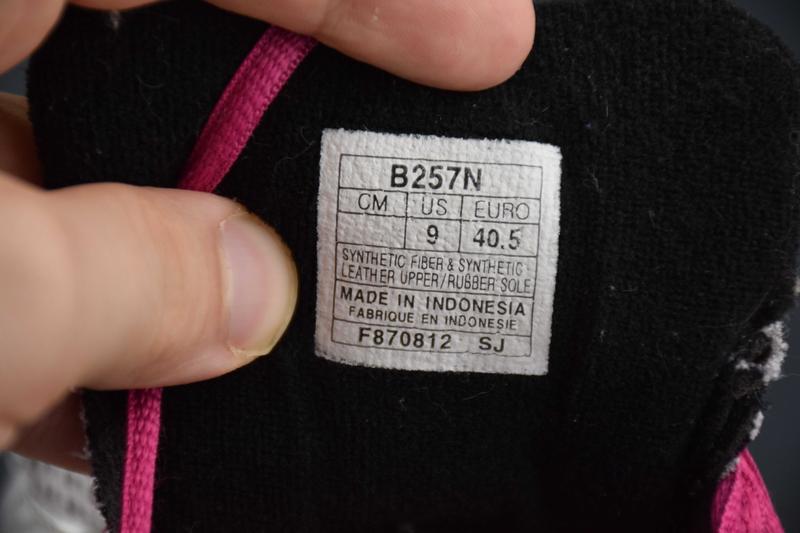 B257N
CM US EURO
9 40.5
SYNTHETIC FIBER & SYNTHETIC
LEATHER UPPER/RUBBER SOLE
MADE IN INDONESIA
FABRIQUE EN INDONESIE
F870812 SJ